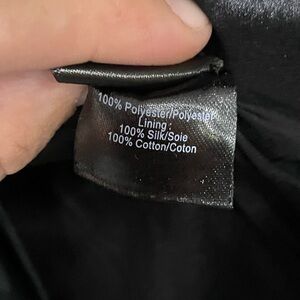 100% Polyester/Polyester
Lining :
100% Silk/Soie
100% Cotton/Coton